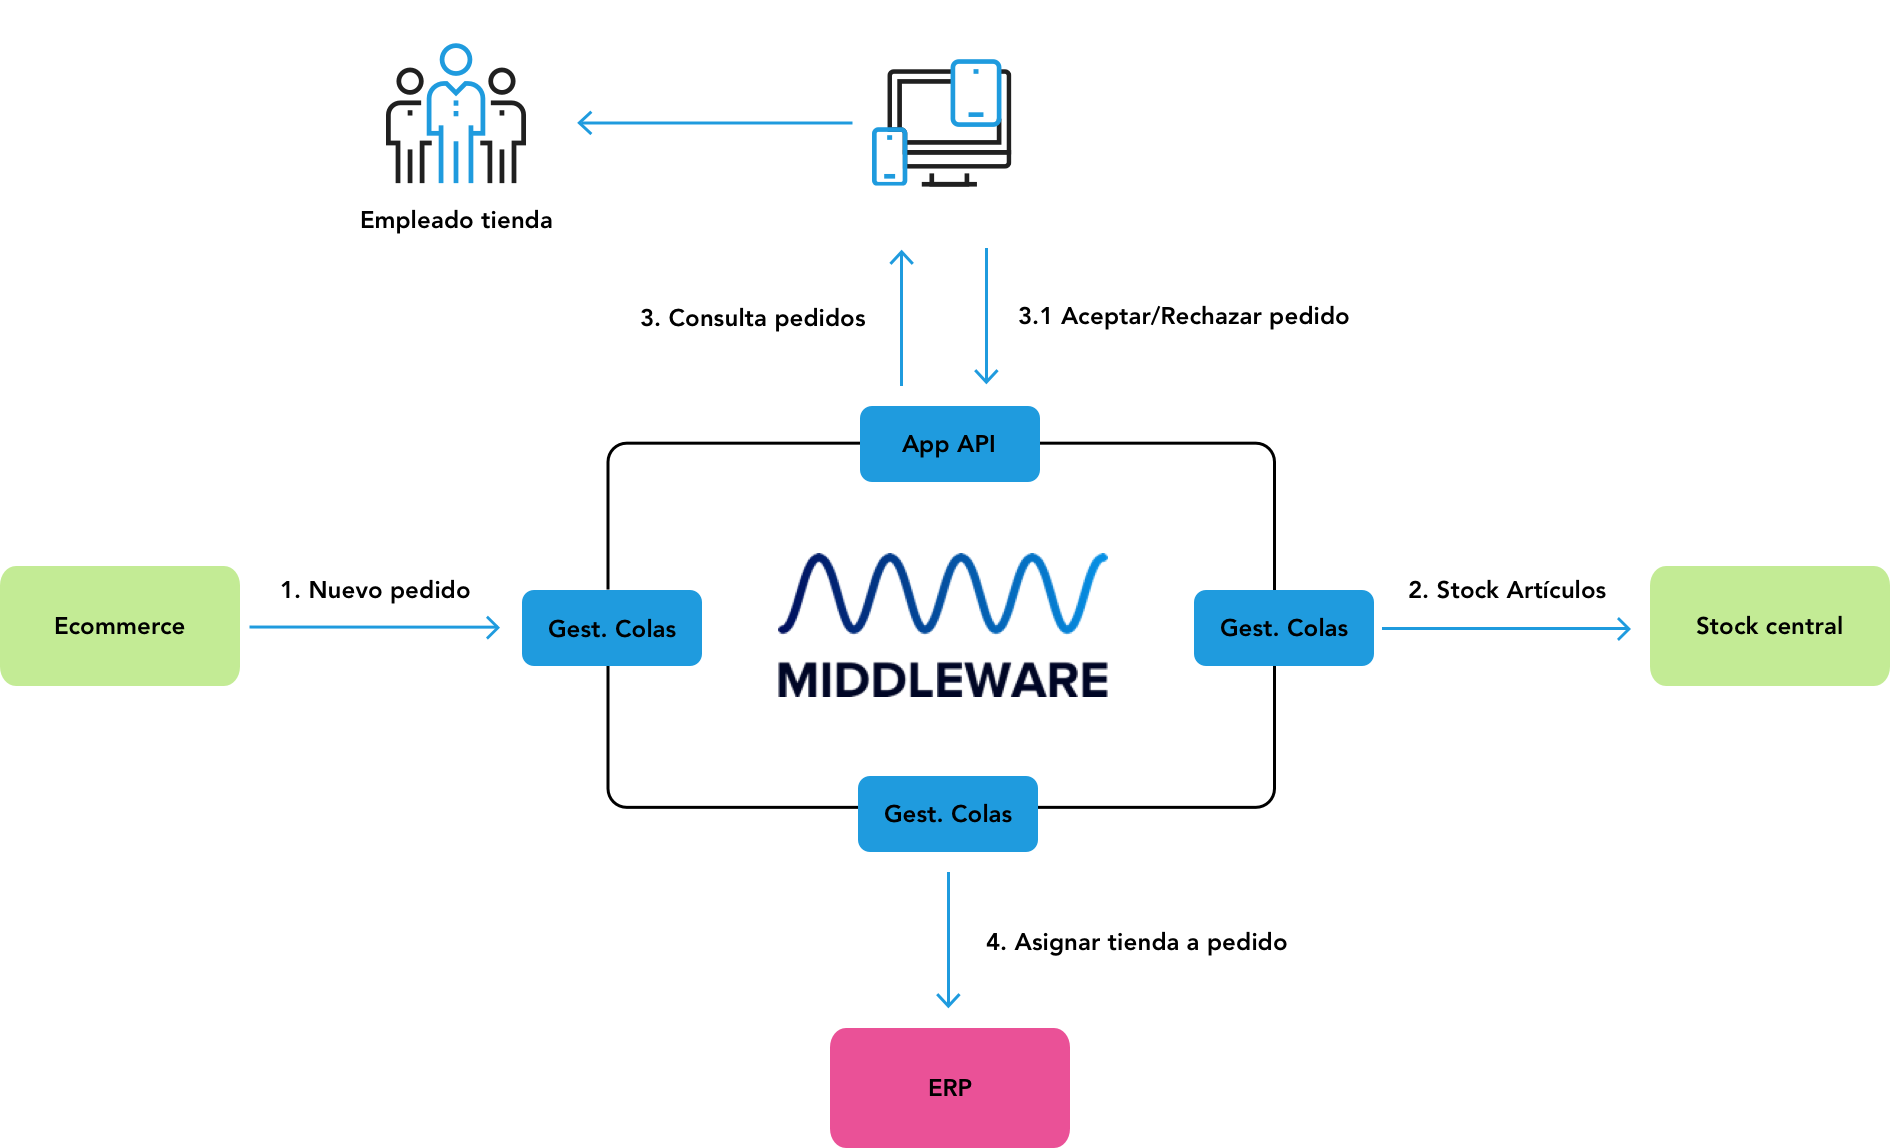 Empleado tienda
3. Consulta pedidos
3.1 Aceptar/Rechazar pedido
App API
Ecommerce
1. Nuevo pedido
Gest. Colas
MIDDLEWARE
Gest. Colas
2. Stock Artículos
Stock central
Gest. Colas
4. Asignar tienda a pedido
ERP